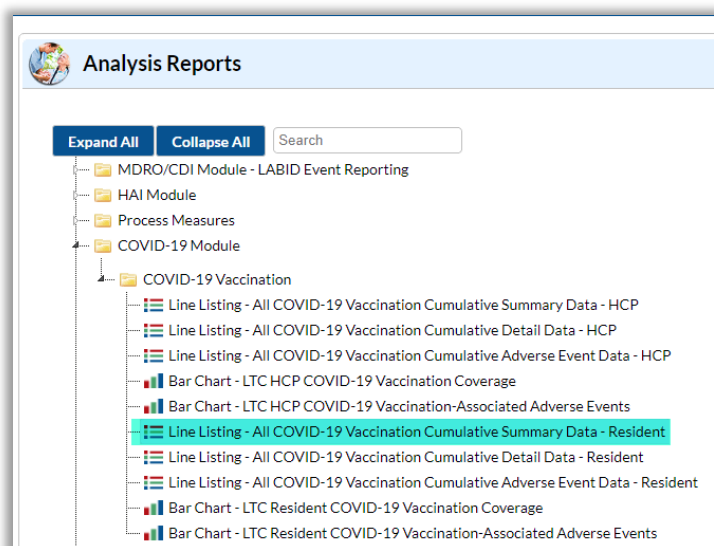 Analysis Reports
Expand All Collapse All Search
MDRO/CDI Module - LABID Event Reporting
HAI Module
Process Measures
COVID-19 Module
COVID-19 Vaccination
Line Listing - All COVID-19 Vaccination Cumulative Summary Data - HCP
Line Listing - All COVID-19 Vaccination Cumulative Detail Data - HCP
Line Listing - All COVID-19 Vaccination Cumulative Adverse Event Data - HCP
Bar Chart - LTC HCP COVID-19 Vaccination Coverage
Bar Chart - LTC HCP COVID-19 Vaccination-Associated Adverse Events
Line Listing - All COVID-19 Vaccination Cumulative Summary Data - Resident
Line Listing - All COVID-19 Vaccination Cumulative Detail Data - Resident
Line Listing - All COVID-19 Vaccination Cumulative Adverse Event Data - Resident
Bar Chart - LTC Resident COVID-19 Vaccination Coverage
Bar Chart - LTC Resident COVID-19 Vaccination-Associated Adverse Events